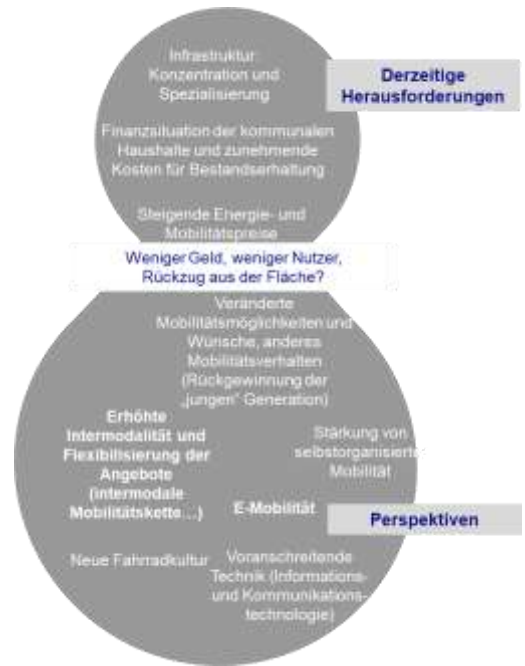 Infrastruktur:
Konzentration und
Spezialisierung
Derzeitige
Herausforderungen
Finanzsituation der kommunalen
Haushalte und zunehmende
Kosten für Bestandserhaltung
Steigende Energie- und
Mobilitätspreise
Weniger Geld, weniger Nutzer,
Rückzug aus der Fläche?
Veränderte
Mobilitätsmöglichkeiten und
Wünsche, anderes
Mobilitätsverhalten
(Rückgewinnung der
„jungen“ Generation)
Erhöhte
Intermodalität und
Flexibilisierung der
Angebote
(intermodale
Mobilitätskette…)
Stärkung von
selbstorganisierter
Mobilität
E-Mobilität
Perspektiven
Neue Fahrradkultur
Voranschreitende
Technik (Informations-
und Kommunikations-
technologie)